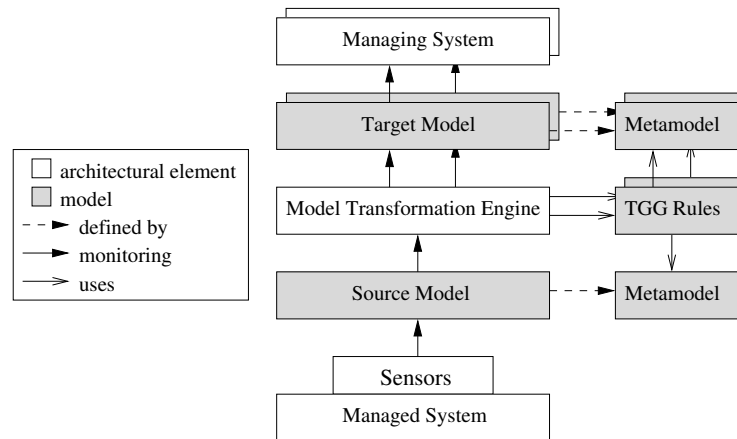 Managing System
Target Model
Metamodel
architectural element
model
defined by
monitoring
uses
Model Transformation Engine
TGG Rules
Source Model
Metamodel
Sensors
Managed System